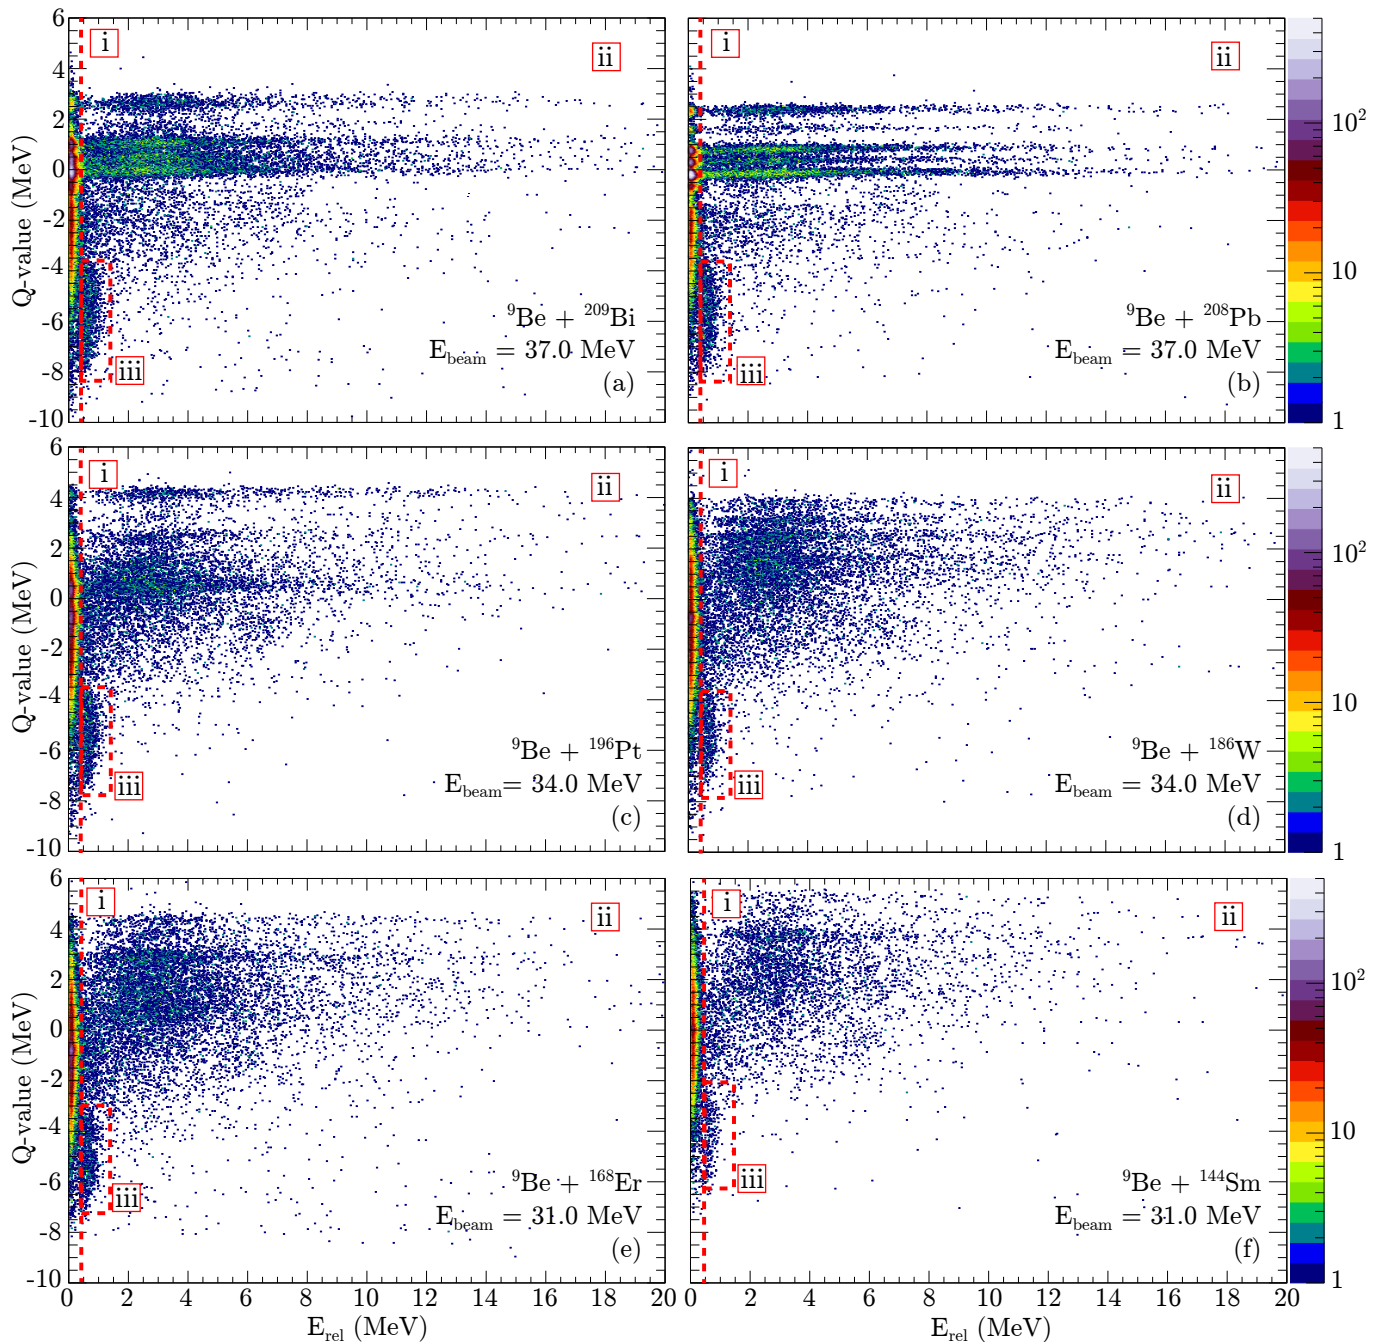 i
ii
i
ii
6
4
2
0
-2
-4
-6
-8
-10
Q-value (MeV)
⁹Be + ²⁰⁹Bi
E_beam = 37.0 MeV
(a)
iii
⁹Be + ²⁰⁸Pb
E_beam = 37.0 MeV
(b)
iii
10²
10
1
i
ii
i
ii
6
4
2
0
-2
-4
-6
-8
-10
Q-value (MeV)
⁹Be + ¹⁹⁶Pt
E_beam= 34.0 MeV
(c)
iii
⁹Be + ¹⁸⁶W
E_beam = 34.0 MeV
(d)
iii
10²
10
1
i
ii
i
ii
6
4
2
0
-2
-4
-6
-8
-10
Q-value (MeV)
⁹Be + ¹⁶⁸Er
E_beam = 31.0 MeV
(e)
iii
⁹Be + ¹⁴⁴Sm
E_beam = 31.0 MeV
(f)
iii
10²
10
1
0 2 4 6 8 10 12 14 16 18 20
E_rel (MeV)
0 2 4 6 8 10 12 14 16 18 20
E_rel (MeV)